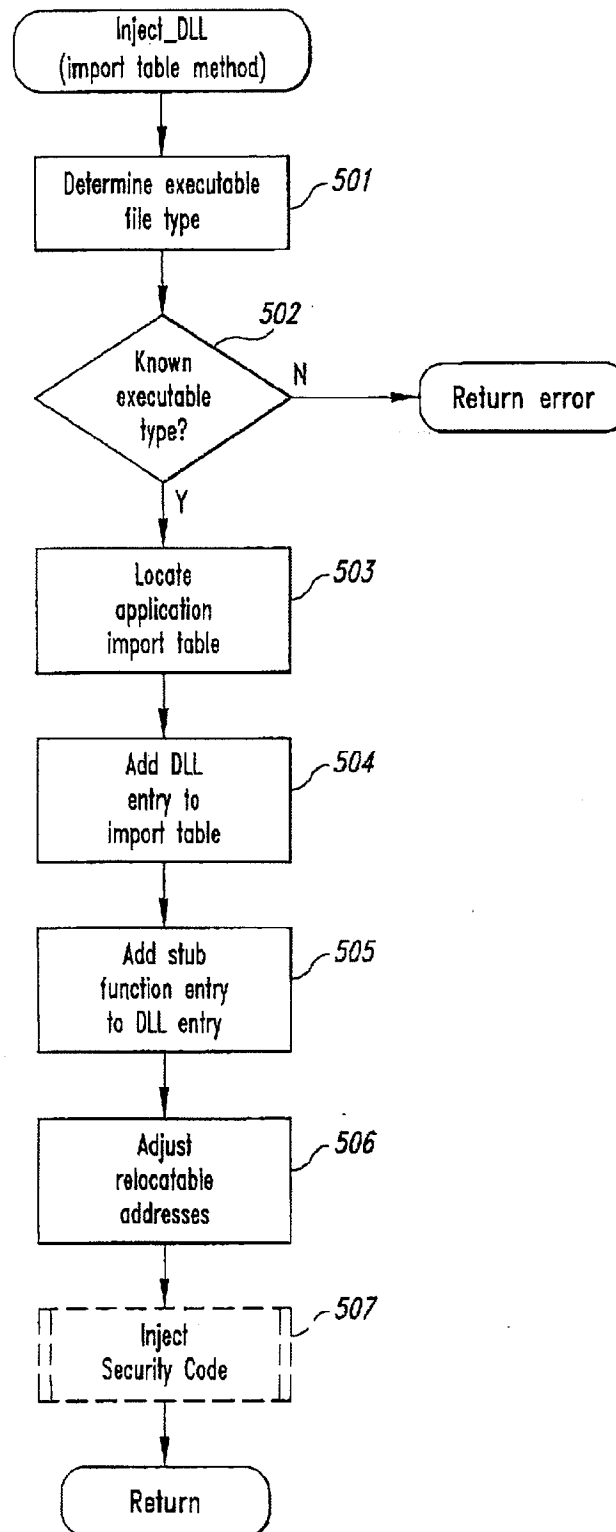 Inject_DLL
(import table method)
Determine executable
file type
501
502
Known
executable
type?
N
Return error
Y
Locate
application
import table
503
Add DLL
entry to
import table
504
Add stub
function entry
to DLL entry
505
Adjust
relocatable
addresses
506
Inject
Security Code
507
Return